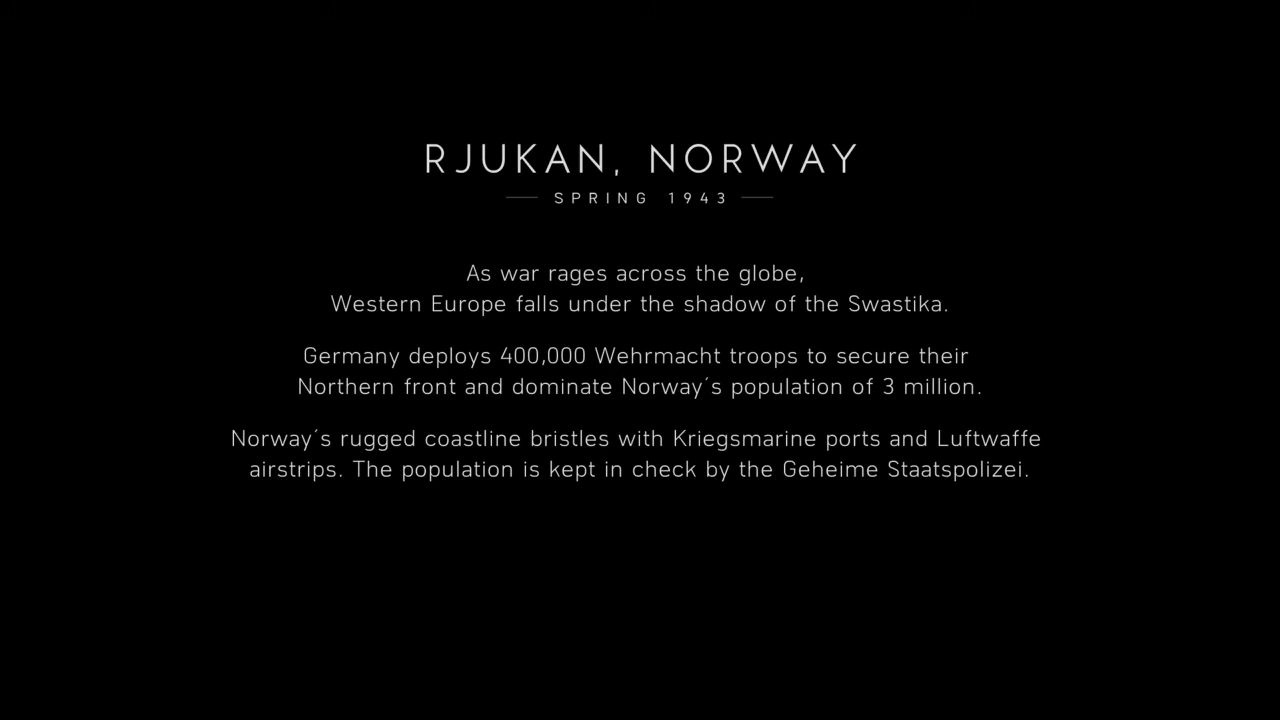 RJUKAN, NORWAY
SPRING 1943
As war rages across the globe,
Western Europe falls under the shadow of the Swastika.
Germany deploys 400,000 Wehrmacht troops to secure their
Northern front and dominate Norway´s population of 3 million.
Norway´s rugged coastline bristles with Kriegsmarine ports and Luftwaffe
airstrips. The population is kept in check by the Geheime Staatspolizei.